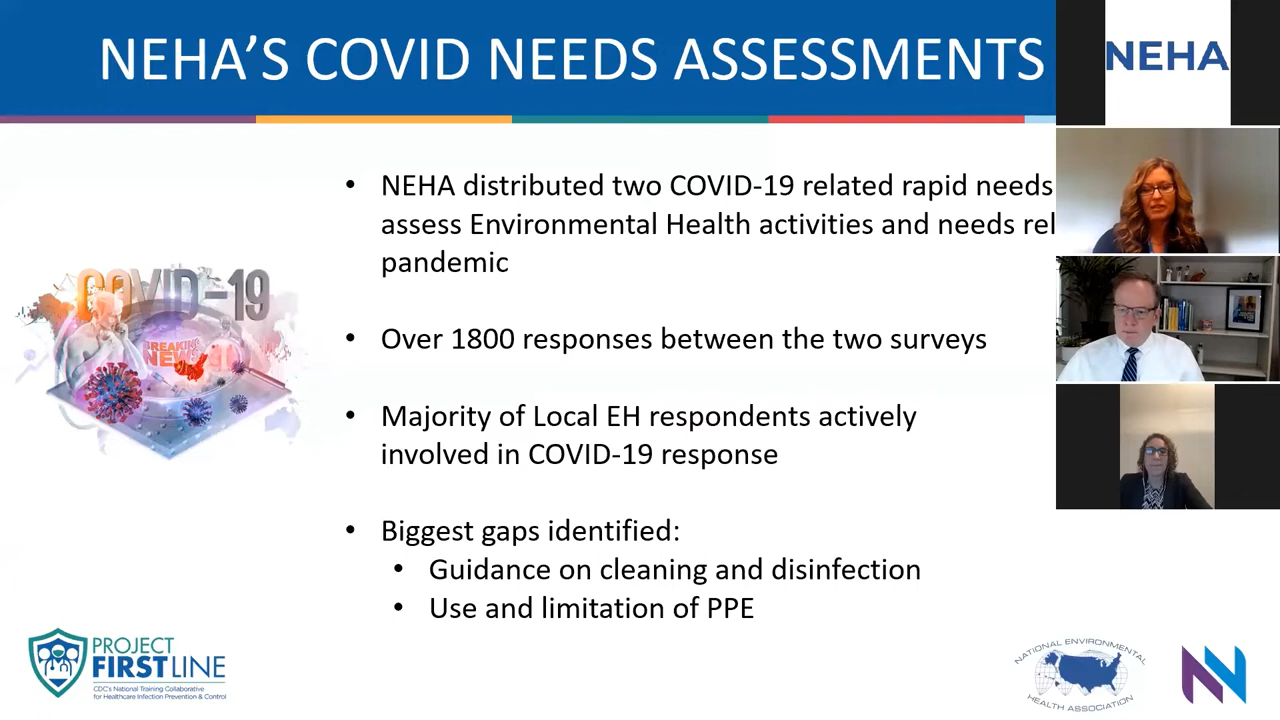 NEHA'S COVID NEEDS ASSESSMENTS
NEHA
• NEHA distributed two COVID-19 related rapid needs
assess Environmental Health activities and needs rel
pandemic
• Over 1800 responses between the two surveys
• Majority of Local EH respondents actively
involved in COVID-19 response
• Biggest gaps identified:
• Guidance on cleaning and disinfection
• Use and limitation of PPE
COVID-19
BREAKING
NEWS
PROJECT
FIRSTLINE
CDC's National Training Collaborative
for Healthcare Infection Prevention & Control
NATIONAL ENVIRONMENTAL
HEALTH ASSOCIATION